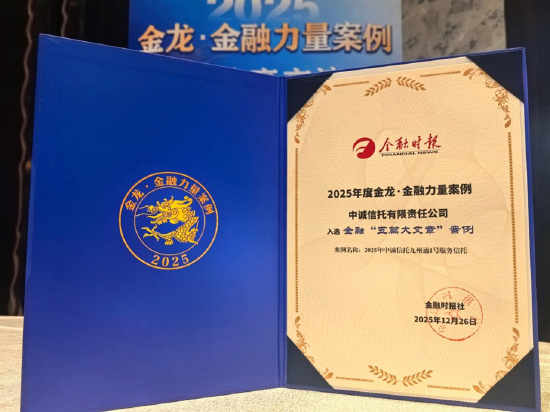 2025
金龙·金融力量案例
金龙·金融力量案例
2025
金融时报
FINANCIAL NEWS
2025年度金龙·金融力量案例
中诚信托有限责任公司
入选 金融“五篇大文章”案例
案例名称：2025年中诚信托九州通1号服务信托
金融时报社
2025年12月26日